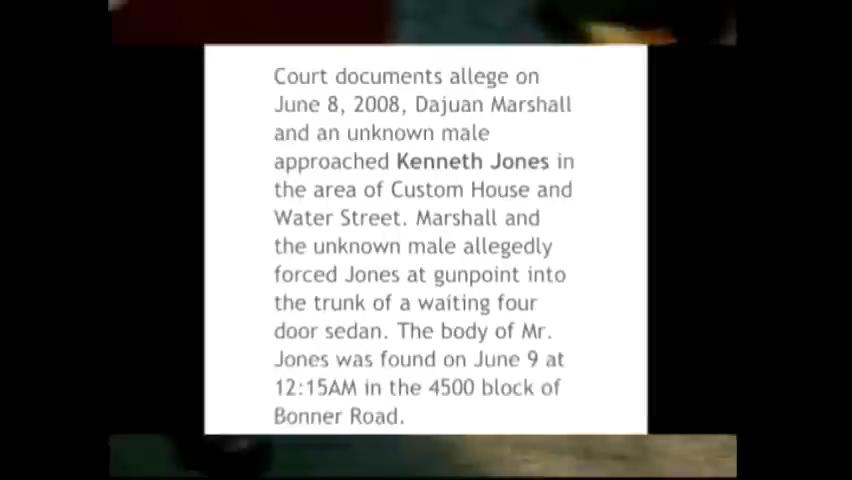 Court documents allege on
June 8, 2008, Dajuan Marshall
and an unknown male
approached Kenneth Jones in
the area of Custom House and
Water Street. Marshall and
the unknown male allegedly
forced Jones at gunpoint into
the trunk of a waiting four
door sedan. The body of Mr.
Jones was found on June 9 at
12:15AM in the 4500 block of
Bonner Road.